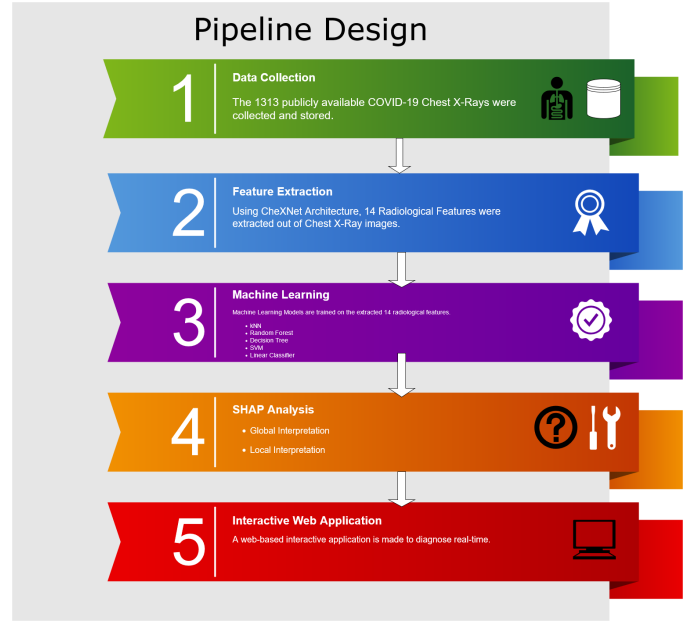 Pipeline Design
1
Data Collection
The 1313 publicly available COVID-19 Chest X-Rays were
collected and stored.
2
Feature Extraction
Using CheXNet Architecture, 14 Radiological Features were
extracted out of Chest X-Ray images.
3
Machine Learning
Machine Learning Models are trained on the extracted 14 radiological features.
• kNN
• Random Forest
• Decision Tree
• SVM
• Linear Classifier
4
SHAP Analysis
• Global Interpretation
• Local Interpretation
?
5
Interactive Web Application
A web-based interactive application is made to diagnose real-time.